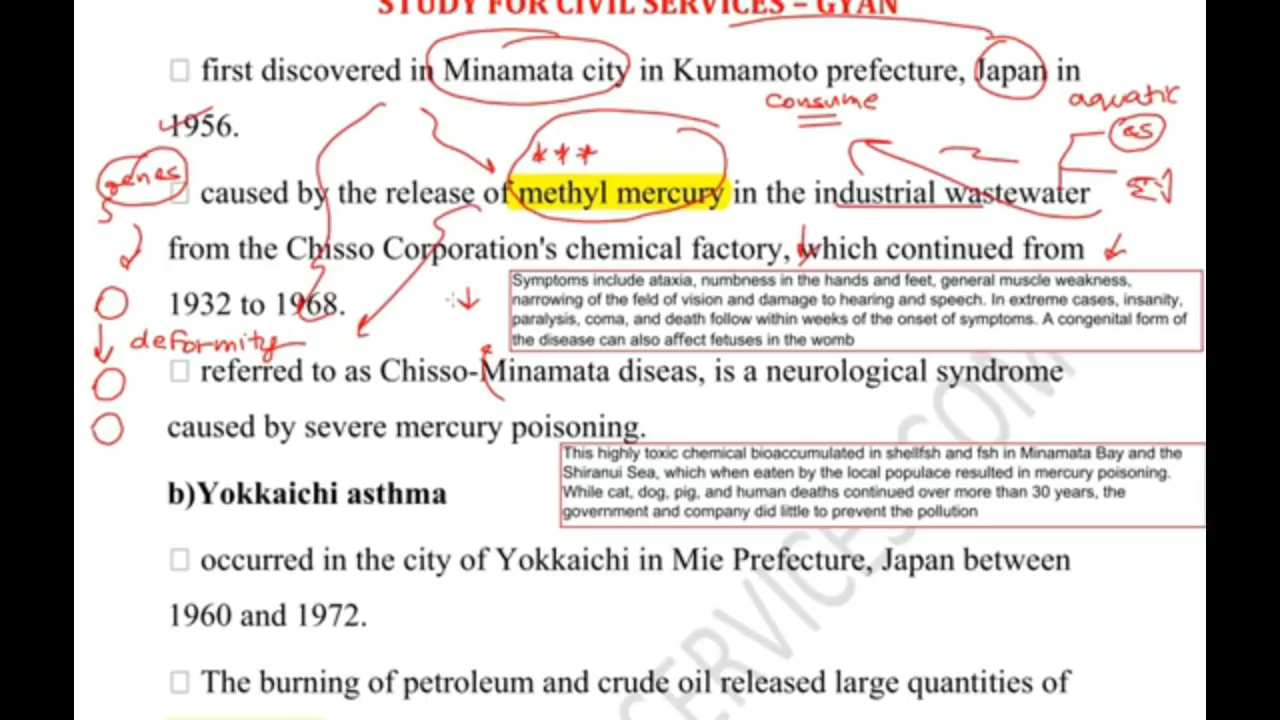 STUDY FOR CIVIL SERVICES – GYAN
first discovered in Minamata city in Kumamoto prefecture, Japan in
consume
aquatic
1956.
as
***
genes
caused by the release of methyl mercury in the industrial wastewater
from the Chisso Corporation's chemical factory, which continued from
Symptoms include ataxia, numbness in the hands and feet, general muscle weakness,
narrowing of the feld of vision and damage to hearing and speech. In extreme cases, insanity,
paralysis, coma, and death follow within weeks of the onset of symptoms. A congenital form of
the disease can also affect fetuses in the womb
1932 to 1968.
deformity
referred to as Chisso-Minamata diseas, is a neurological syndrome
caused by severe mercury poisoning.
This highly toxic chemical bioaccumulated in shellfsh and fsh in Minamata Bay and the
Shiranui Sea, which when eaten by the local populace resulted in mercury poisoning.
While cat, dog, pig, and human deaths continued over more than 30 years, the
government and company did little to prevent the pollution
b)Yokkaichi asthma
occurred in the city of Yokkaichi in Mie Prefecture, Japan between
1960 and 1972.
The burning of petroleum and crude oil released large quantities of
SERVICES.COM